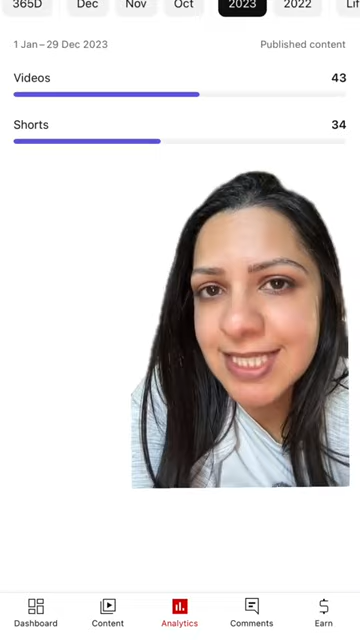 365D Dec Nov Oct 2023 2022
1 Jan – 29 Dec 2023 Published content
Videos 43
Shorts 34
Dashboard Content Analytics Comments Earn